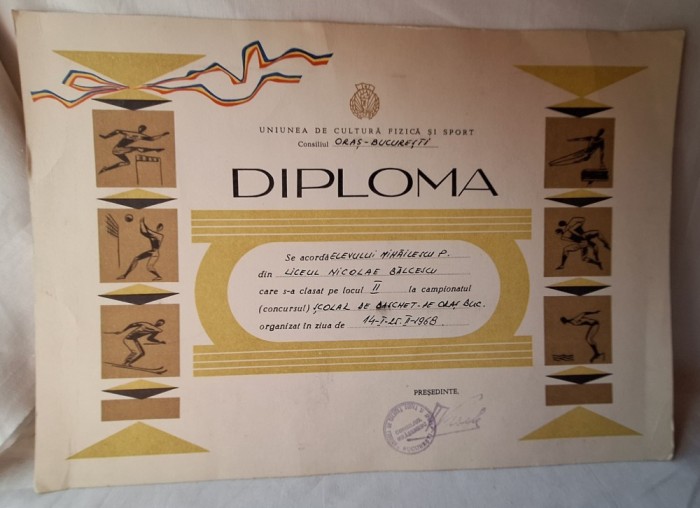 UNIUNEA DE CULTURĂ FIZICĂ ȘI SPORT
Consiliul ORAȘ-BUCUREȘTI
DIPLOMA
Se acordă ELEVULUI MIHĂILESCU P.
din LICEUL NICOLAE BĂLCESCU
care s-a clasat pe locul II la campionatul
(concursul) ȘCOLAR DE BASCHET PE ORAȘ BUC.
organizat în ziua de 14-I-25.II-1968
PREȘEDINTE,